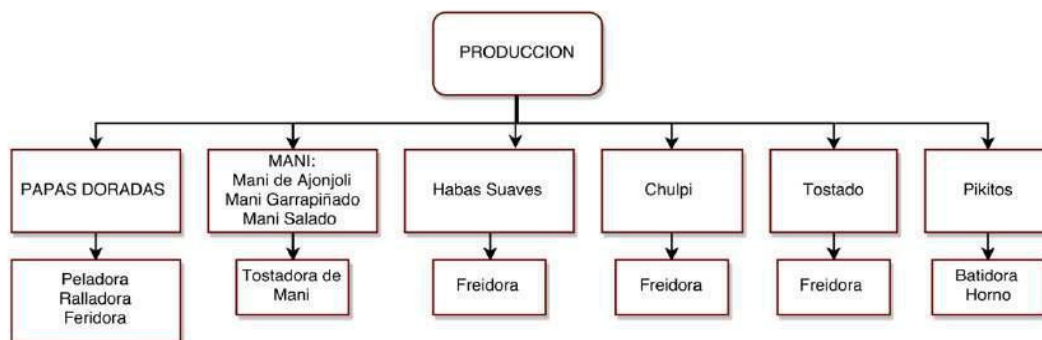 PRODUCCION
PAPAS DORADAS
MANI:
Mani de Ajonjoli
Mani Garrapiñado
Mani Salado
Habas Suaves
Chulpi
Tostado
Pikitos
Peladora
Ralladora
Feridora
Tostadora de
Mani
Freidora
Freidora
Freidora
Batidora
Horno